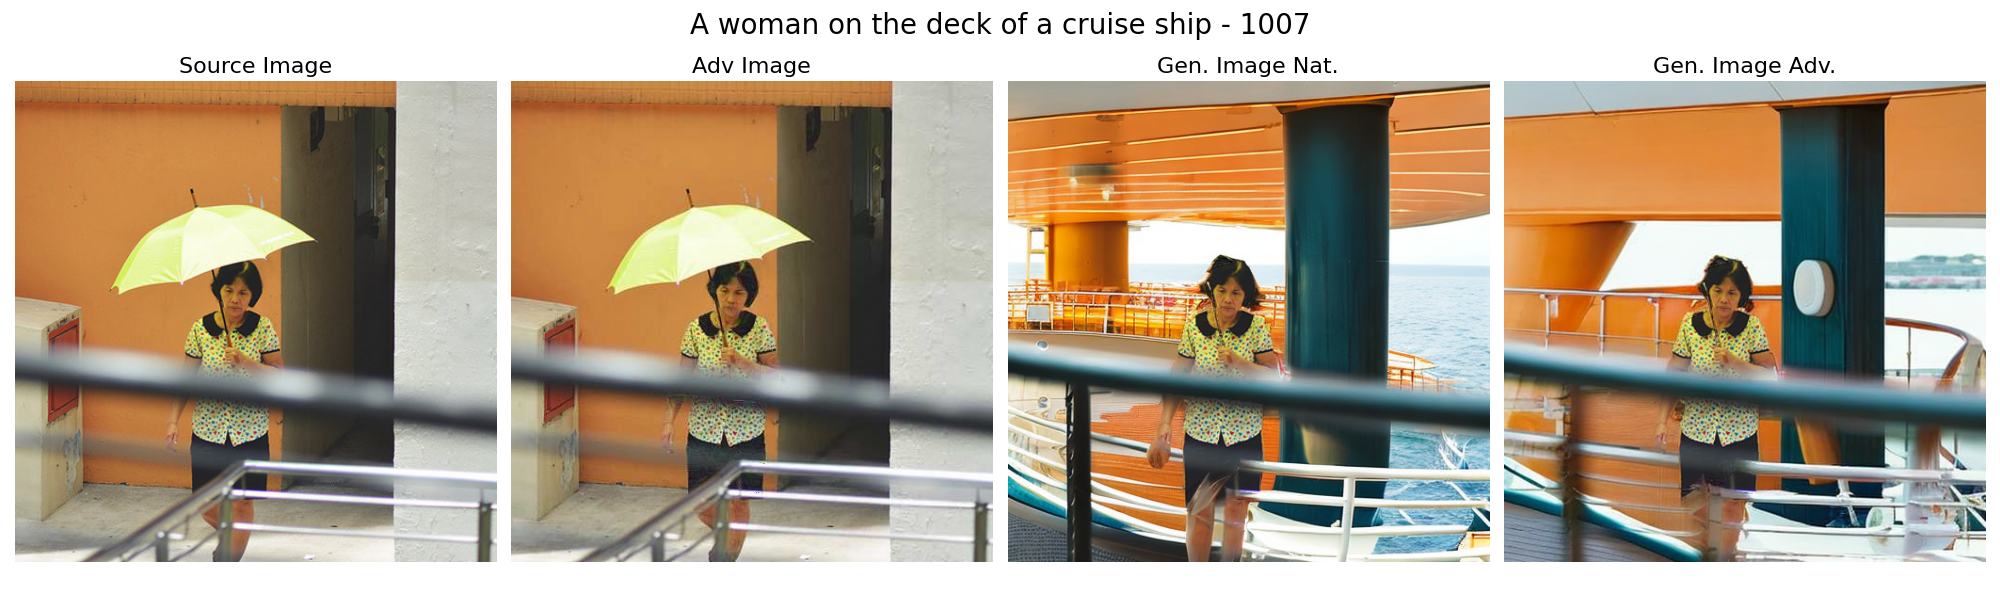 A woman on the deck of a cruise ship - 1007
Source Image
Adv Image
Gen. Image Nat.
Gen. Image Adv.